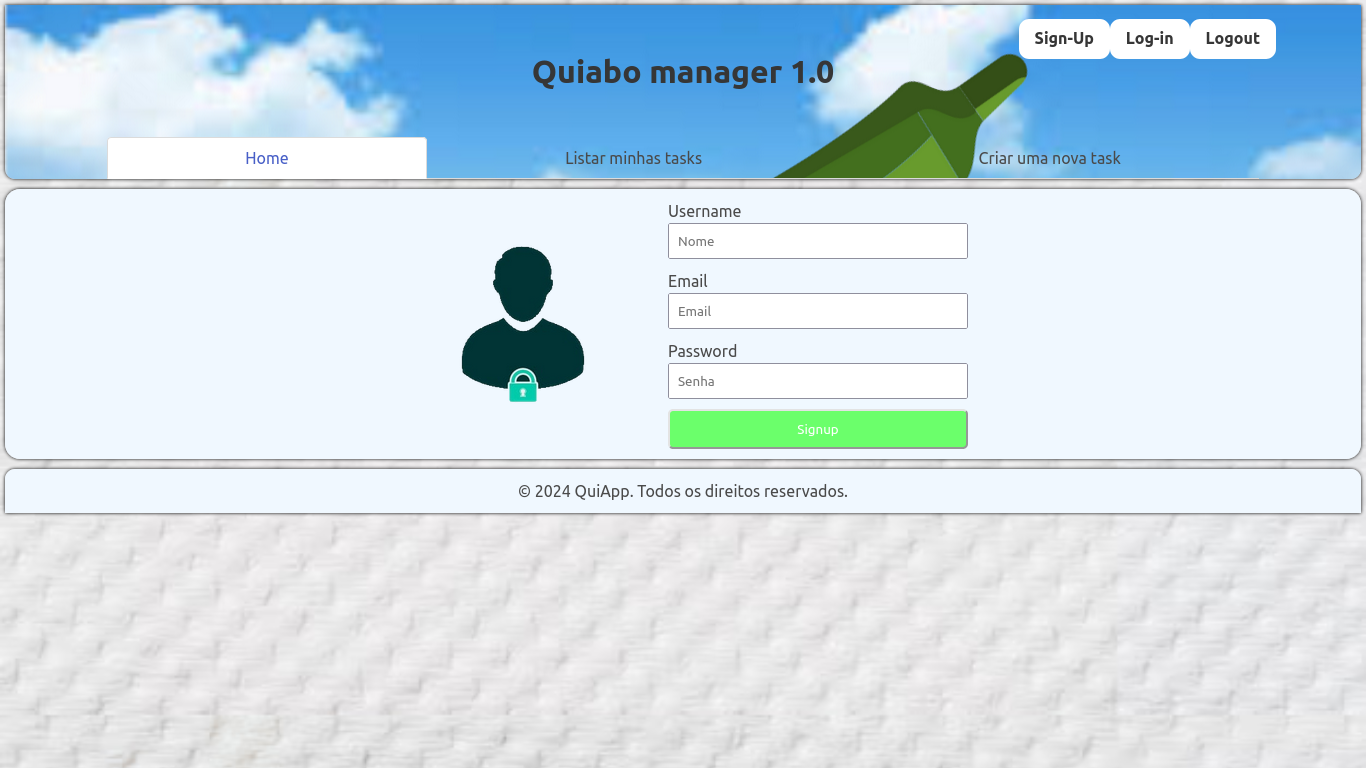 Sign-Up
Log-in
Logout
Quiabo manager 1.0
Home
Listar minhas tasks
Criar uma nova task
Username
Nome
Email
Email
Password
Senha
Signup
© 2024 QuiApp. Todos os direitos reservados.